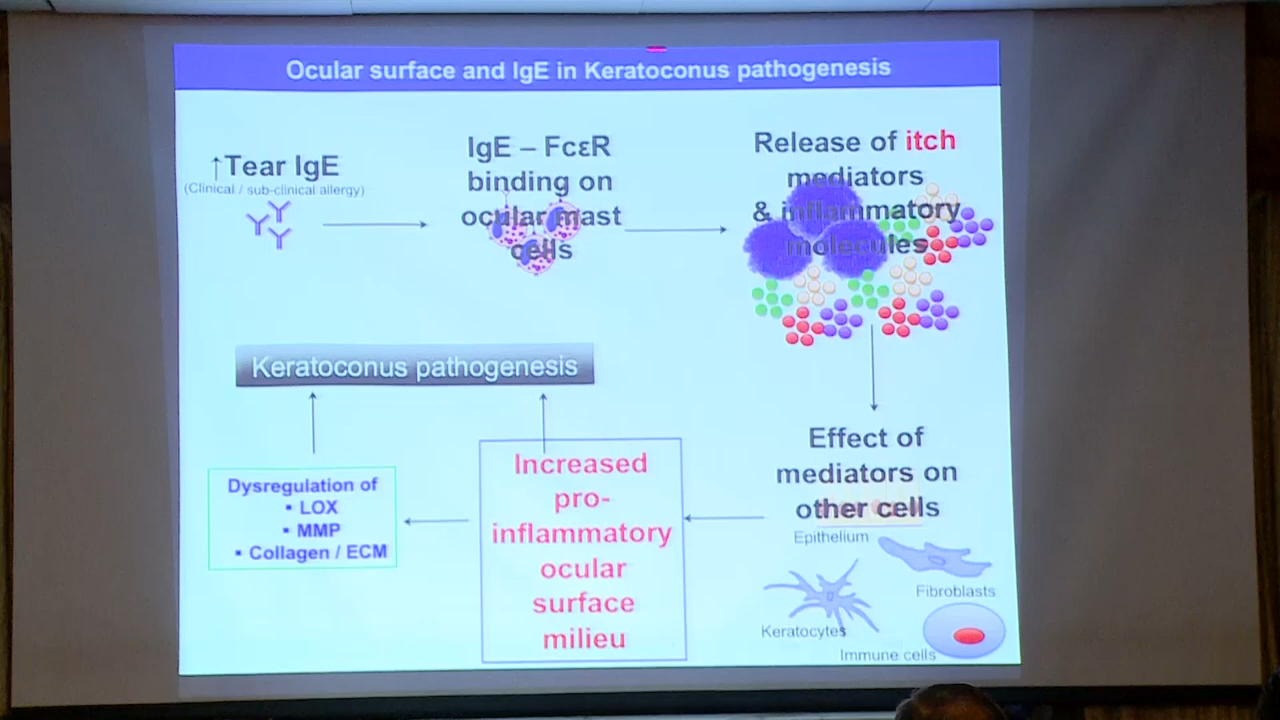 Ocular surface and IgE in Keratoconus pathogenesis
↑Tear IgE
(Clinical / sub-clinical allergy)
IgE – FcεR
binding on
ocular mast
cells
Release of itch
mediators
& inflammatory
molecules
Effect of
mediators on
other cells
Epithelium
Fibroblasts
Keratocytes
Immune cells
Increased
pro-
inflammatory
ocular
surface
milieu
Dysregulation of
▪ LOX
▪ MMP
▪ Collagen / ECM
Keratoconus pathogenesis